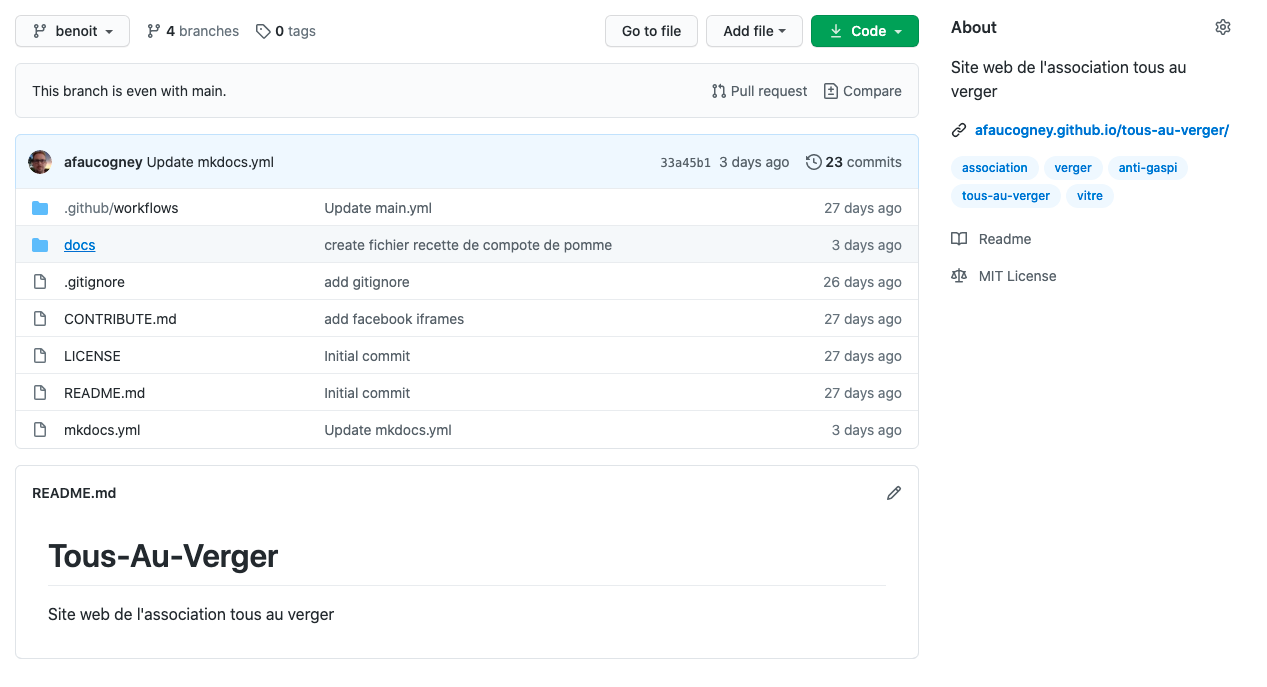 benoit 4 branches 0 tags Go to file Add file Code
This branch is even with main. Pull request Compare
afaucogney Update mkdocs.yml 33a45b1 3 days ago 23 commits
.github/workflows Update main.yml 27 days ago
docs create fichier recette de compote de pomme 3 days ago
.gitignore add gitignore 26 days ago
CONTRIBUTE.md add facebook iframes 27 days ago
LICENSE Initial commit 27 days ago
README.md Initial commit 27 days ago
mkdocs.yml Update mkdocs.yml 3 days ago
README.md
Tous-Au-Verger
Site web de l'association tous au verger
About
Site web de l'association tous au
verger
afaucogney.github.io/tous-au-verger/
association verger anti-gaspi
tous-au-verger vitre
Readme
MIT License